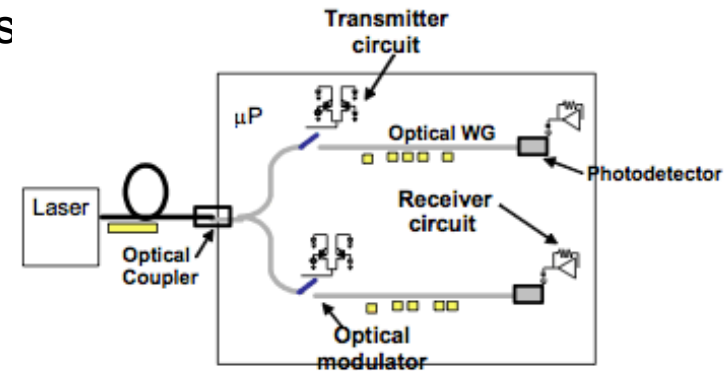 s
Transmitter
circuit
μP
Optical WG
Photodetector
Laser
Receiver
circuit
Optical
Coupler
Optical
modulator